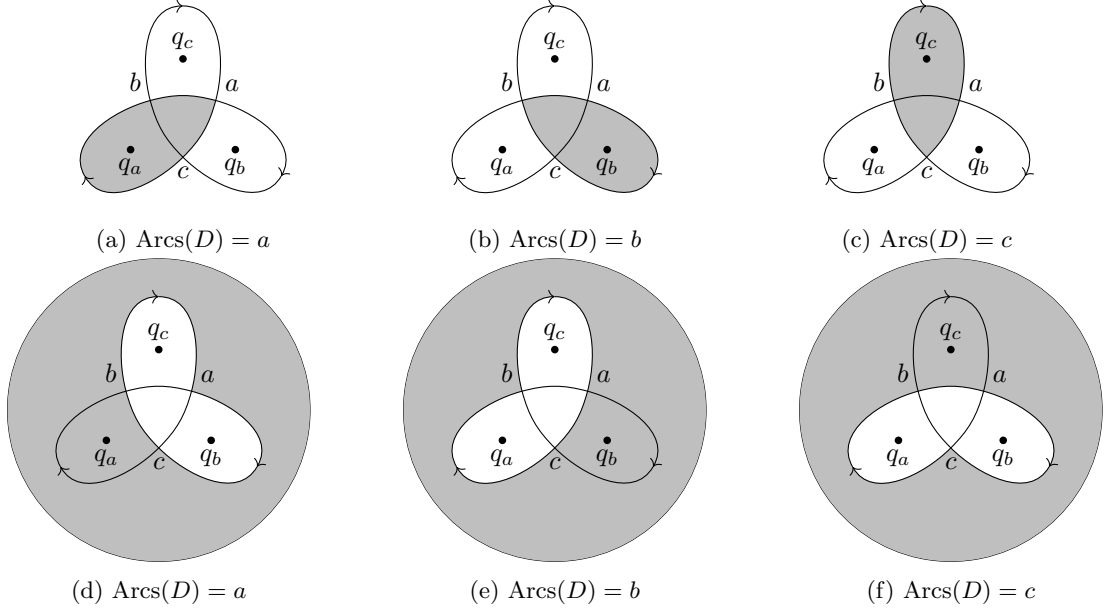 q_c q_c q_c
b a b a b a
q_a c q_b q_a c q_b q_a c q_b
(a) Arcs(D) = a (b) Arcs(D) = b (c) Arcs(D) = c
q_c q_c q_c
b a b a b a
q_a c q_b q_a c q_b q_a c q_b
(d) Arcs(D) = a (e) Arcs(D) = b (f) Arcs(D) = c